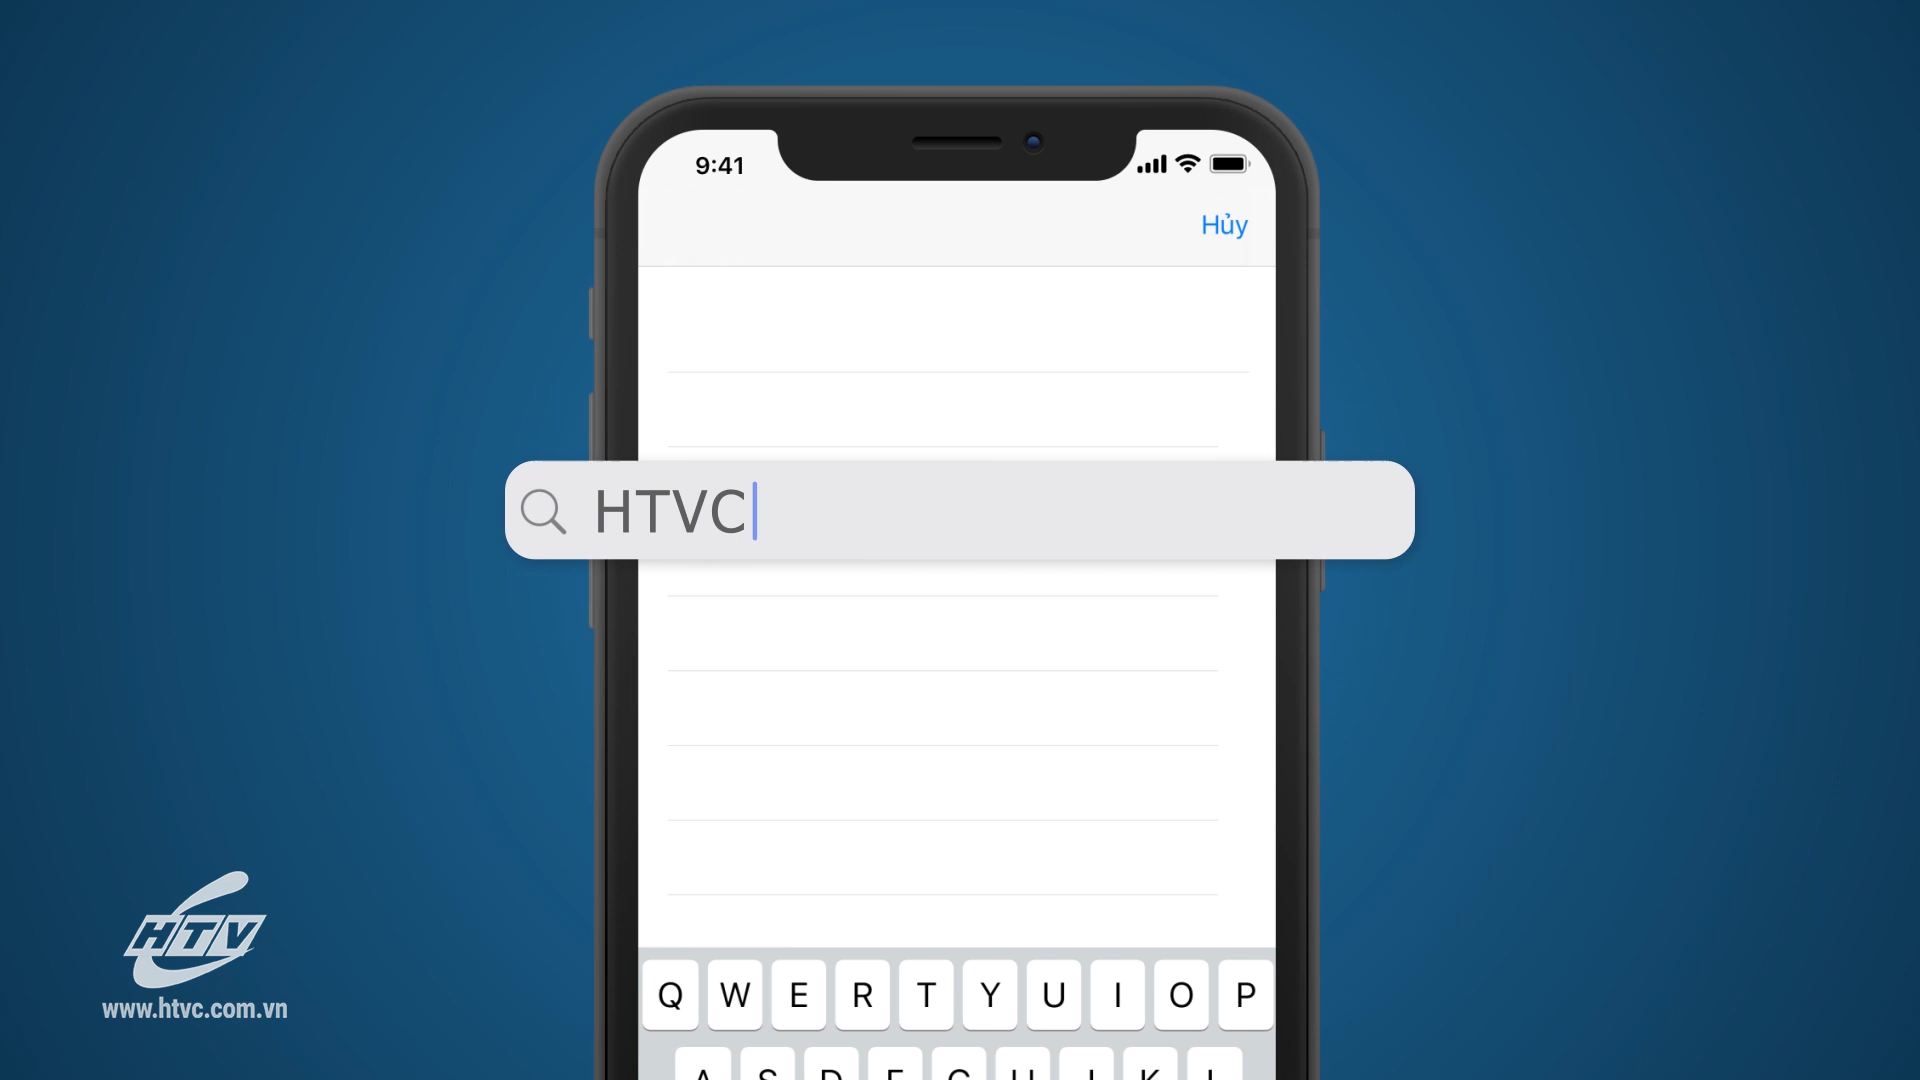 9:41
Hủy
HTVC
HTV
www.htvc.com.vn
Q W E R T Y U I O P
A S D F G H J K L